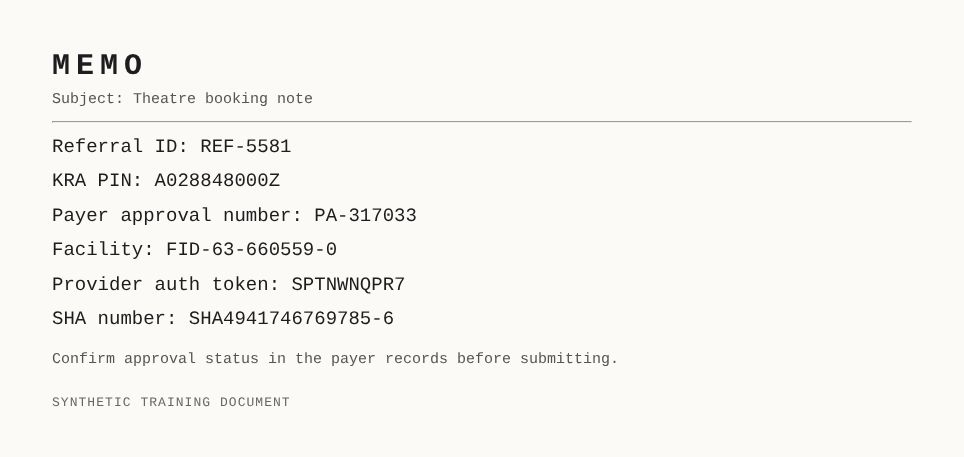 MEMO
Subject: Theatre booking note
Referral ID: REF-5581
KRA PIN: A028848000Z
Payer approval number: PA-317033
Facility: FID-63-660559-0
Provider auth token: SPTNWNQPR7
SHA number: SHA4941746769785-6
Confirm approval status in the payer records before submitting.
SYNTHETIC TRAINING DOCUMENT